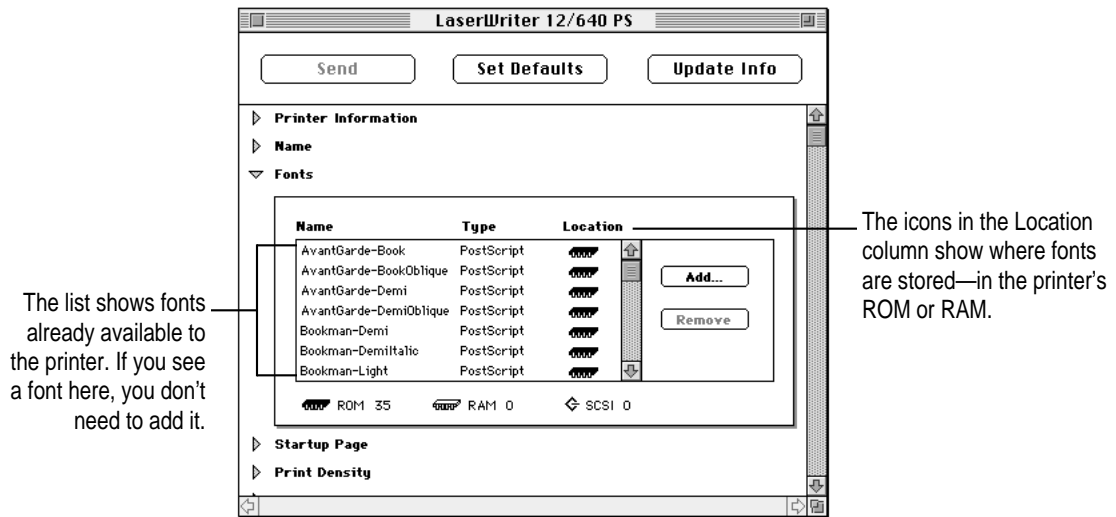 LaserWriter 12/640 PS
Send Set Defaults Update Info
Printer Information
Name
Fonts
Name Type Location
AvantGarde-Book PostScript
AvantGarde-BookOblique PostScript
AvantGarde-Demi PostScript
AvantGarde-DemiOblique PostScript
Bookman-Demi PostScript
Bookman-DemiItalic PostScript
Bookman-Light PostScript
Add...
Remove
ROM 35 RAM 0 SCSI 0
Startup Page
Print Density
The list shows fonts
already available to
the printer. If you see
a font here, you don’t
need to add it.
The icons in the Location
column show where fonts
are stored—in the printer’s
ROM or RAM.